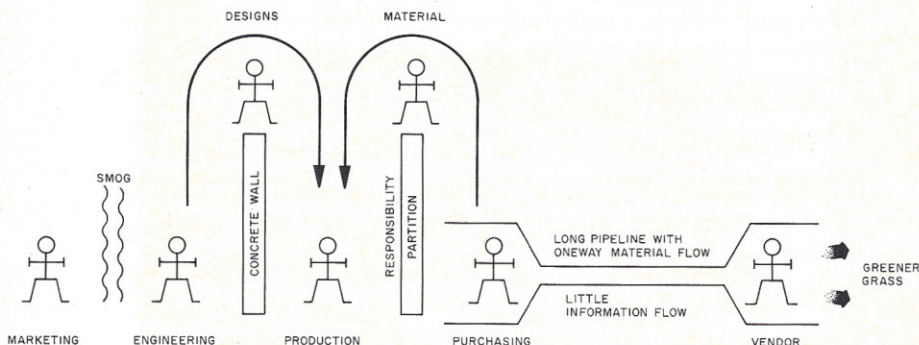 DESIGNS
MATERIAL
SMOG
CONCRETE WALL
RESPONSIBILITY
PARTITION
LONG PIPELINE WITH
ONEWAY MATERIAL FLOW
LITTLE
INFORMATION FLOW
GREENER
GRASS
MARKETING
ENGINEERING
PRODUCTION
PURCHASING
VENDOR